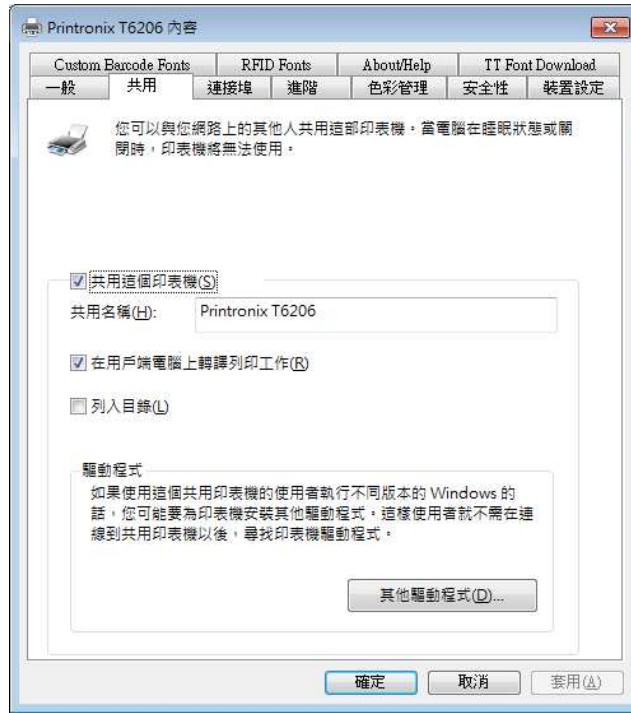 Printronix T6206 內容
Custom Barcode Fonts RFID Fonts About/Help TT Font Download
一般 共用 連接埠 進階 色彩管理 安全性 裝置設定
您可以與您網路上的其他人共用這部印表機。當電腦在睡眠狀態或關
閉時，印表機將無法使用。
共用這個印表機(S)
共用名稱(H): Printronix T6206
在用戶端電腦上轉譯列印工作(R)
列入目錄(L)
驅動程式
如果使用這個共用印表機的使用者執行不同版本的 Windows 的
話，您可能要為印表機安裝其他驅動程式。這樣使用者就不需在連
線到共用印表機以後，尋找印表機驅動程式。
其他驅動程式(D)...
確定 取消 套用(A)